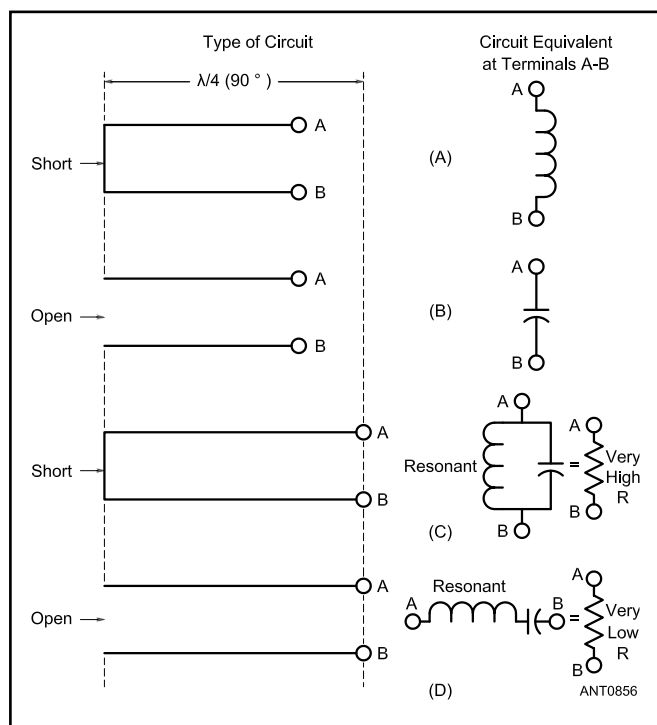 Type of Circuit
Circuit Equivalent
at Terminals A-B
λ/4 (90 ° )
A
A
Short
(A)
B
B
A
A
Open
(B)
B
B
A
A
A
Short
Resonant
=
Very
High
R
B
B
B
(C)
A
Resonant
A
Open
A
B
=
Very
Low
R
B
B
(D)
ANT0856